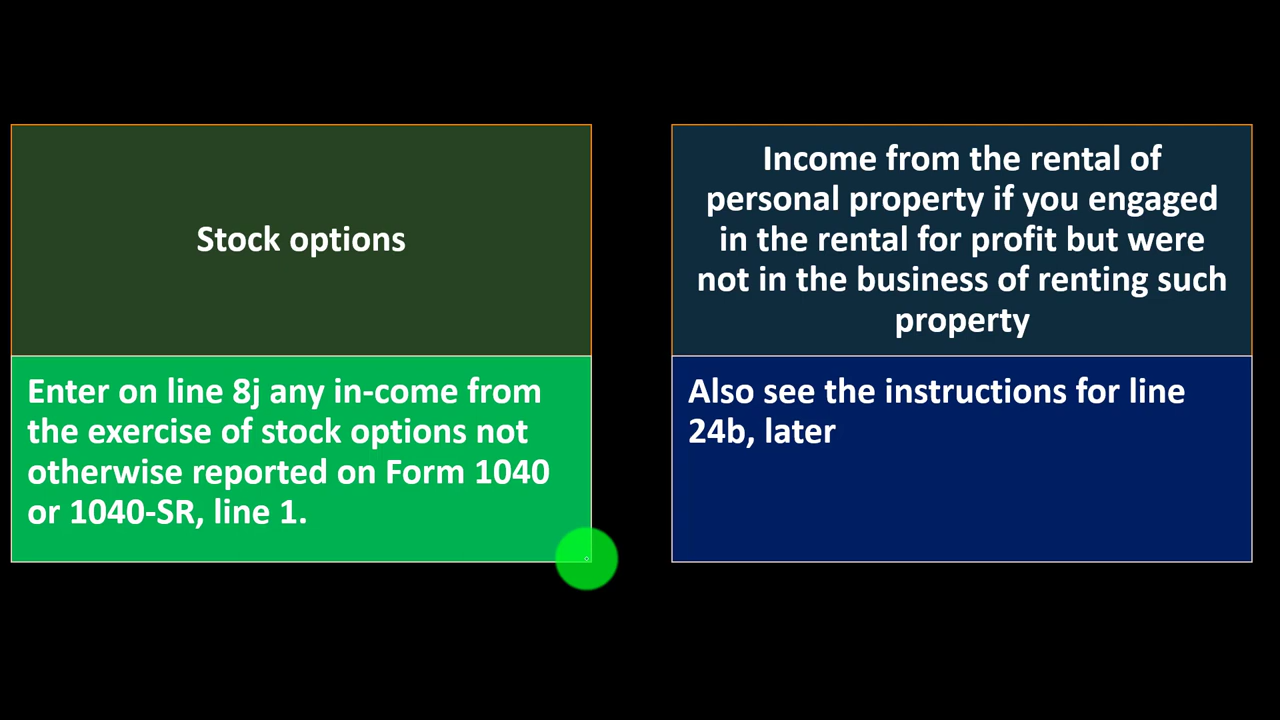 Stock options
Enter on line 8j any in-come from
the exercise of stock options not
otherwise reported on Form 1040
or 1040-SR, line 1.
Income from the rental of
personal property if you engaged
in the rental for profit but were
not in the business of renting such
property
Also see the instructions for line
24b, later